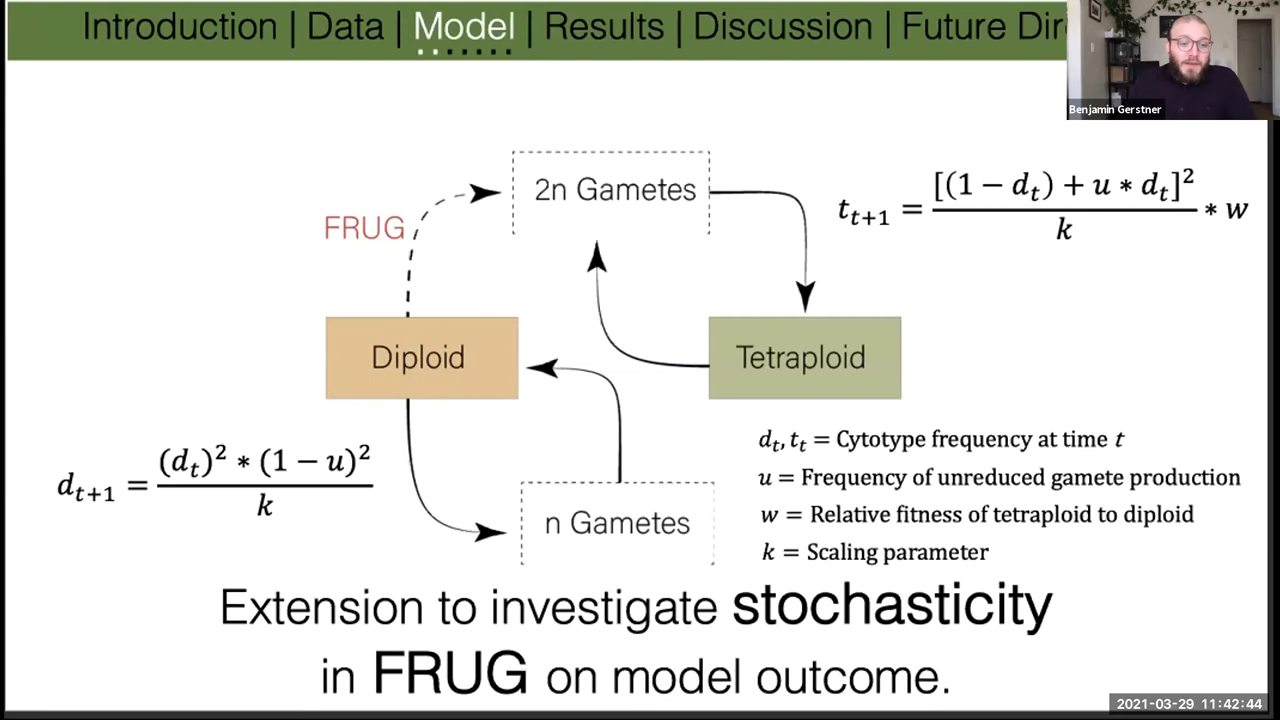 Introduction | Data | Model | Results | Discussion | Future Dir
Benjamin Gerstner
2n Gametes
FRUG
t_{t+1} = \frac{[(1 − d_t) + u * d_t]^2}{k} * w
Diploid
Tetraploid
d_{t+1} = \frac{(d_t)^2 * (1 − u)^2}{k}
n Gametes
d_t, t_t = Cytotype frequency at time t
u = Frequency of unreduced gamete production
w = Relative fitness of tetraploid to diploid
k = Scaling parameter
Extension to investigate stochasticity
in FRUG on model outcome.
2021-03-29 11:42:44